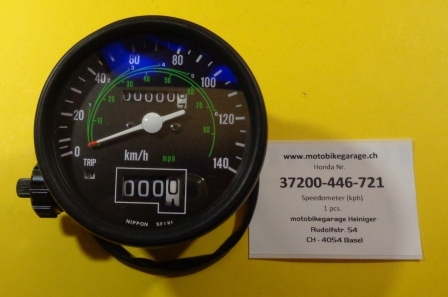 0
20
40
60
80
100
120
140
TRIP
km/h
mph
NIPPON SEIKI
www.motobikegarage.ch
Honda Nr.
37200-446-721
Speedometer (kph)
1 pcs.
motobikegarage Heiniger
Rudolfstr. 54
CH - 4054 Basel